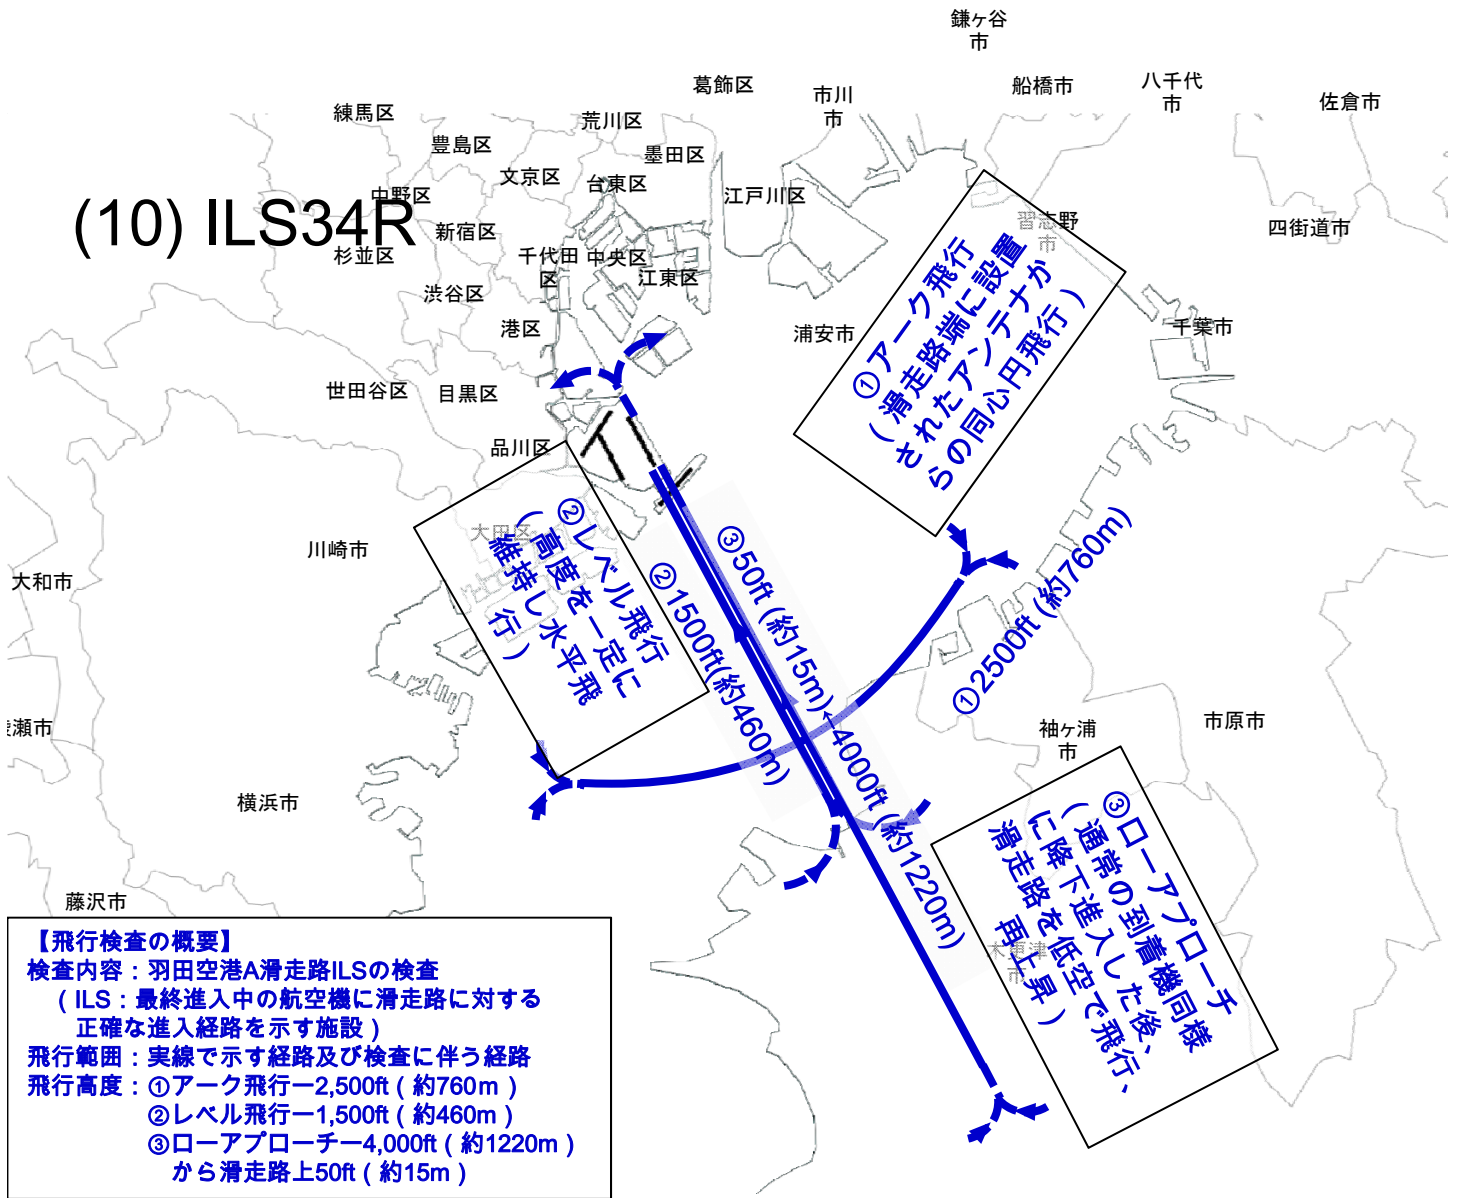 鎌ヶ谷
市
葛飾区
市川
市
船橋市
八千代
市
佐倉市
練馬区
荒川区
豊島区
墨田区
文京区
台東区
中野区
江戸川区
(10) ILS34R
新宿区
習志野
市
四街道市
杉並区
千代田
区
中央区
江東区
渋谷区
港区
浦安市
千葉市
世田谷区
目黒区
品川区
①アーク飛行
（滑走路端に設置
されたアンテナか
らの同心円飛行）
大田区
川崎市
大和市
②レベル飛行
（高度を一定に
維持し水平飛
行）
③50ft (約15m)←4000ft (約1220m)
②1500ft(約460m)
①2500ft (約760m)
瀬市
袖ヶ浦
市
市原市
横浜市
藤沢市
③ローアプローチ
（通常の到着機同様
に降下進入した後、
滑走路を低空で飛行、
再上昇）
木更津
市
【飛行検査の概要】
検査内容：羽田空港A滑走路ILSの検査
（ILS：最終進入中の航空機に滑走路に対する
正確な進入経路を示す施設）
飛行範囲：実線で示す経路及び検査に伴う経路
飛行高度：①アーク飛行ー2,500ft（約760ｍ）
②レベル飛行ー1,500ft（約460ｍ）
③ローアプローチー4,000ft（約1220ｍ）
から滑走路上50ft（約15ｍ）